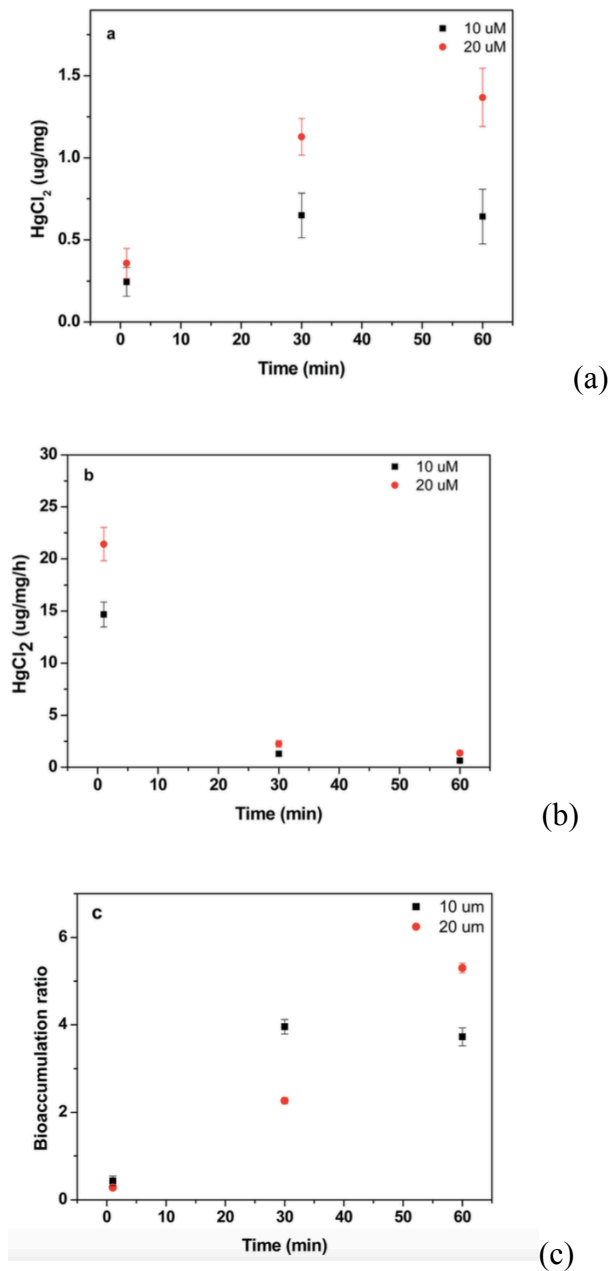 a
10 uM
20 uM
1.5
1.0
0.5
0.0
HgCl₂ (ug/mg)
0 10 20 30 40 50 60
Time (min)
(a)
b
10 uM
20 uM
30
25
20
15
10
5
0
HgCl₂ (ug/mg/h)
0 10 20 30 40 50 60
Time (min)
(b)
c
10 um
20 um
6
4
2
0
Bioaccumulation ratio
0 10 20 30 40 50 60
Time (min)
(c)